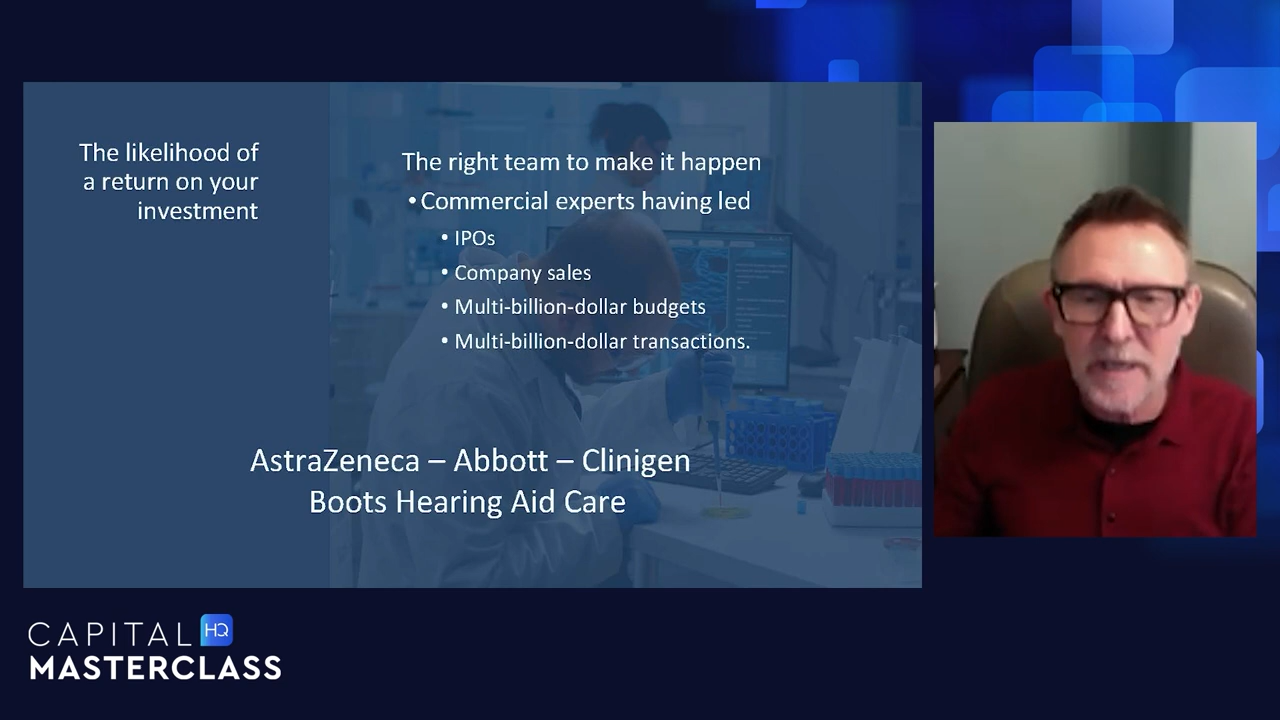 The likelihood of
a return on your
investment
The right team to make it happen
• Commercial experts having led
• IPOs
• Company sales
• Multi-billion-dollar budgets
• Multi-billion-dollar transactions.
AstraZeneca – Abbott – Clinigen
Boots Hearing Aid Care
CAPITAL HQ
MASTERCLASS